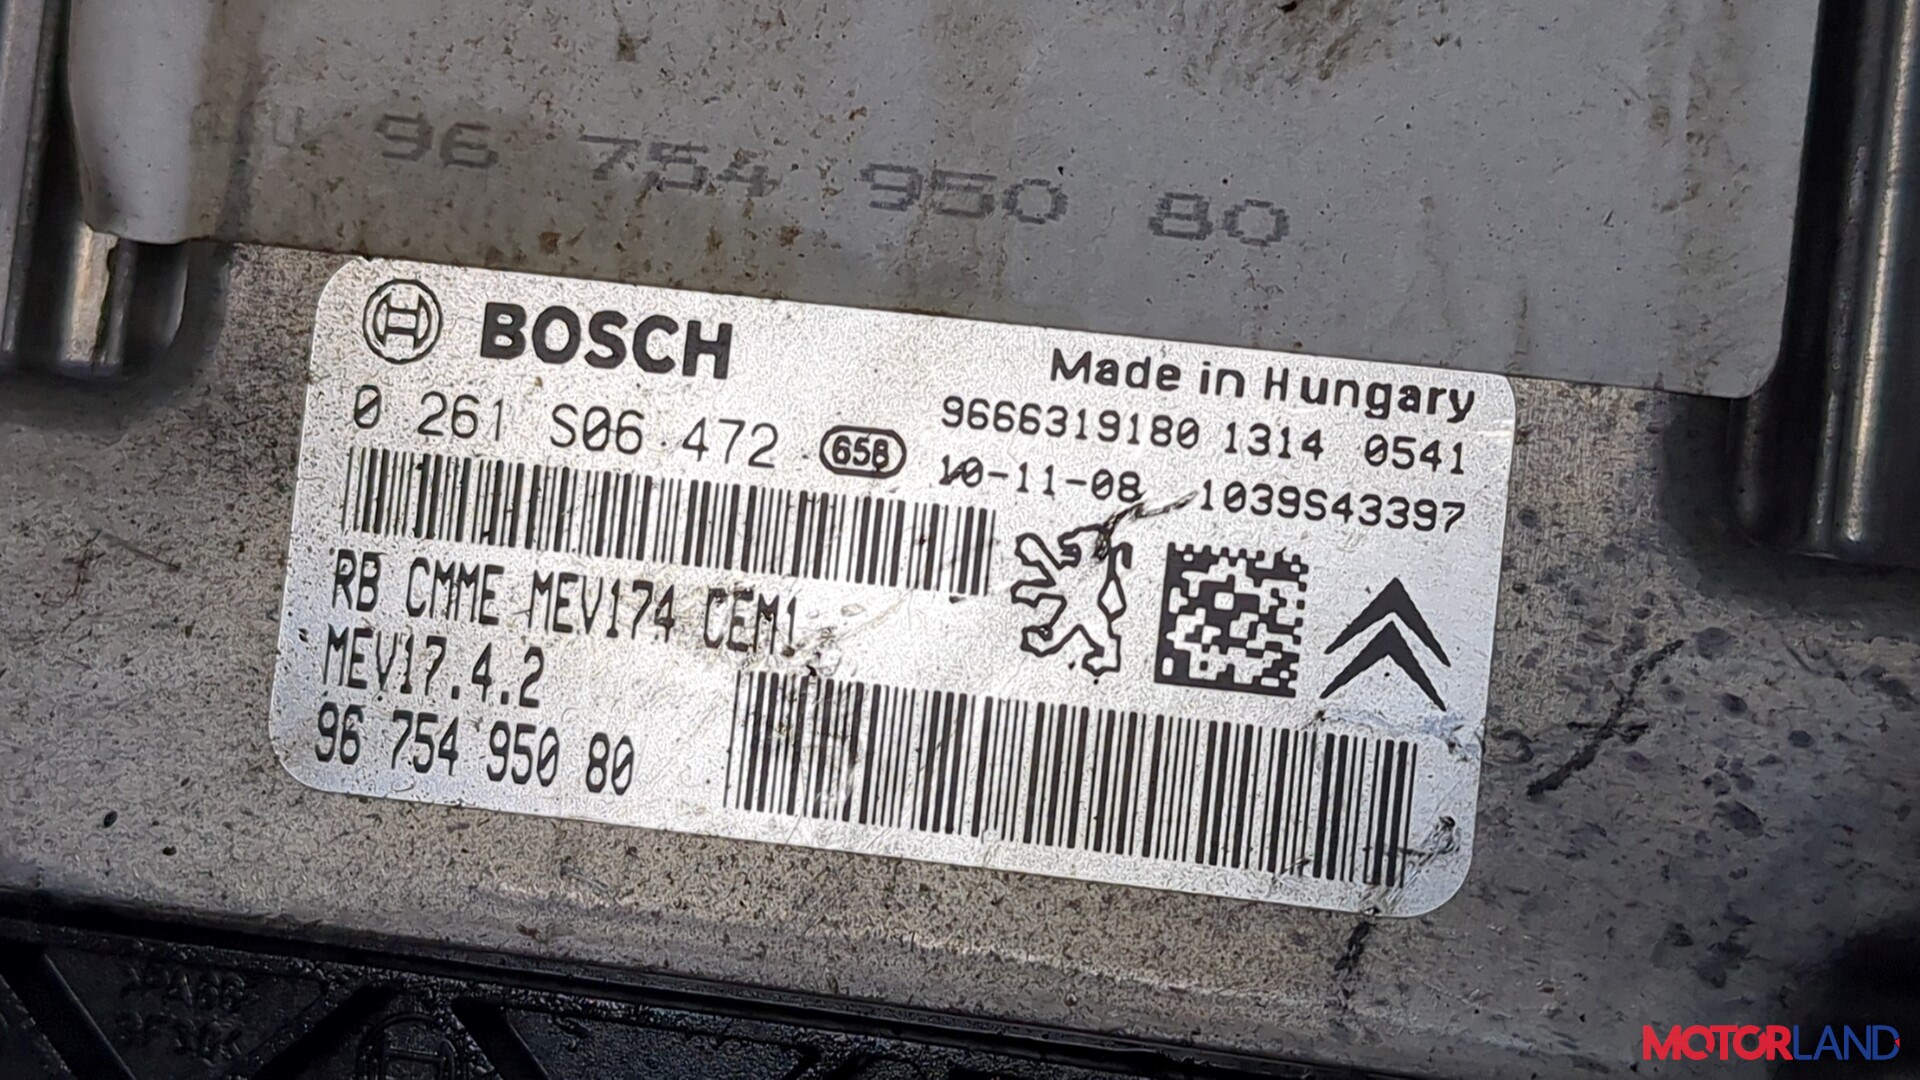 96 754 950 80
BOSCH
Made in Hungary
0 261 S06 472 658
9666319180 1314 0541
10-11-08 1039S43397
RB CMME MEV174 CEM1
MEV17.4.2
96 754 950 80
MOTORLAND